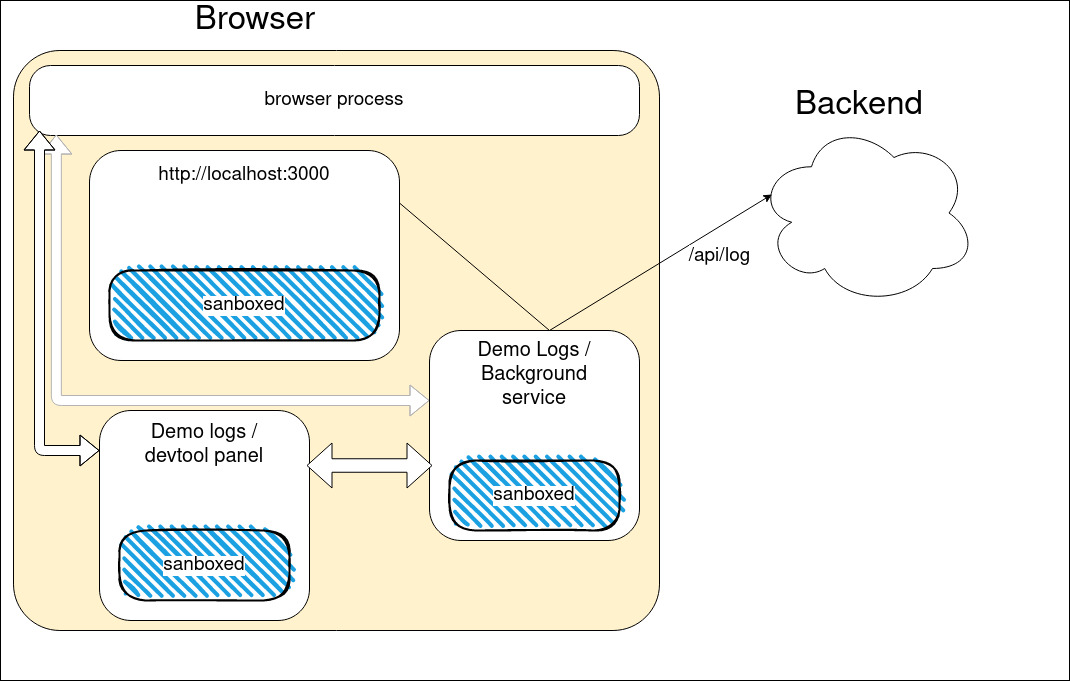 Browser
browser process
Backend
http://localhost:3000
sanboxed
/api/log
Demo Logs /
Background
service
sanboxed
Demo logs /
devtool panel
sanboxed